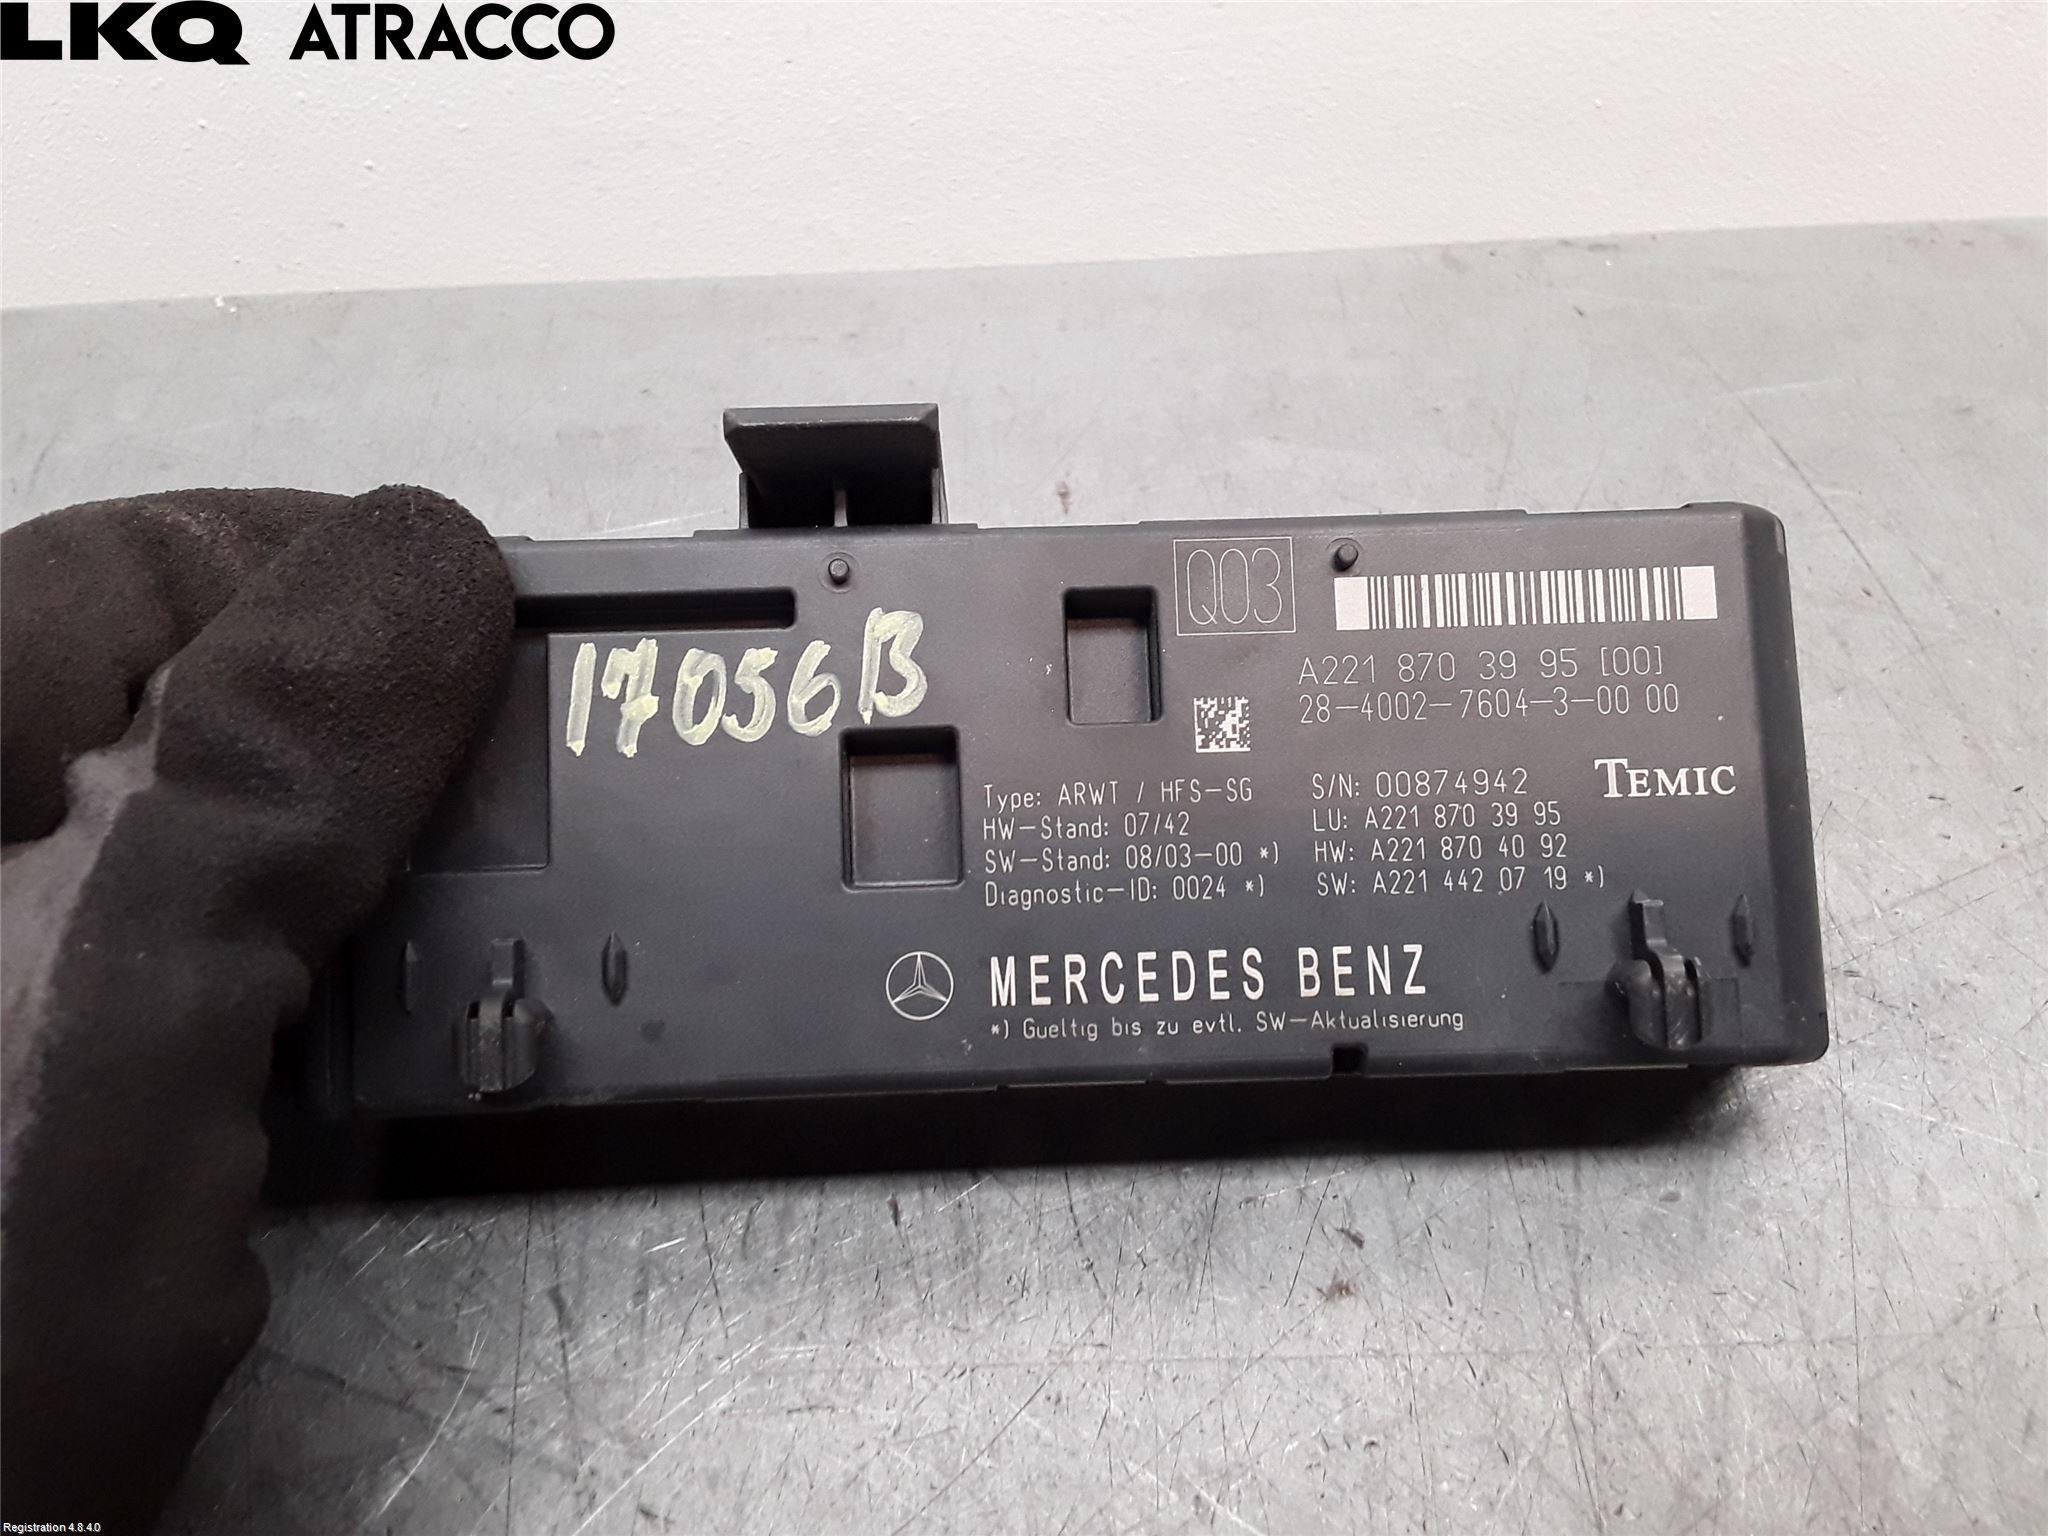 LKQ ATRACCO
17056B
Q03
A221 870 39 95 [00]
28-4002-7604-3-00 00
TEMIC
Type: ARWT / HFS-SG
HW-Stand: 07/42
SW-Stand: 08/03-00 *)
Diagnostic-ID: 0024 *)
S/N: 00874942
LU: A221 870 39 95
HW: A221 870 40 92
SW: A221 442 07 19 *)
MERCEDES BENZ
*) Gueltig bis zu evtl. SW-Aktualisierung
Registration 4.8.4.0